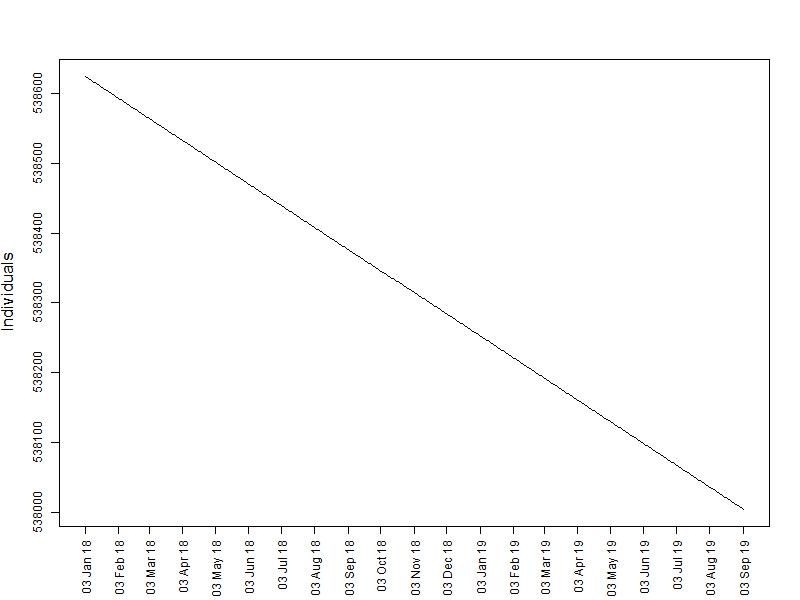 Individuals
538600
538500
538400
538300
538200
538100
538000
03 Jan 18
03 Feb 18
03 Mar 18
03 Apr 18
03 May 18
03 Jun 18
03 Jul 18
03 Aug 18
03 Sep 18
03 Oct 18
03 Nov 18
03 Dec 18
03 Jan 19
03 Feb 19
03 Mar 19
03 Apr 19
03 May 19
03 Jun 19
03 Jul 19
03 Aug 19
03 Sep 19